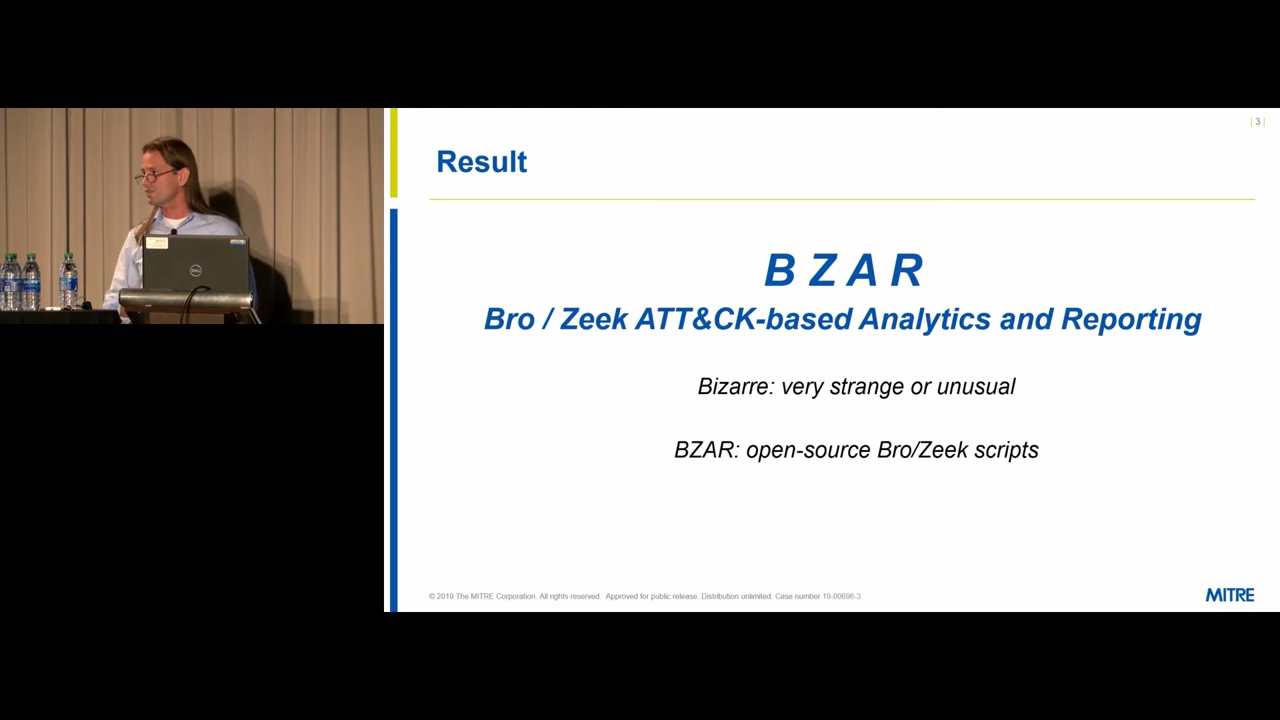 | 3 |
Result
B Z A R
Bro / Zeek ATT&CK-based Analytics and Reporting
Bizarre: very strange or unusual
BZAR: open-source Bro/Zeek scripts
© 2019 The MITRE Corporation. All rights reserved. Approved for public release. Distribution unlimited. Case number 19-00696-3.
MITRE
DELL